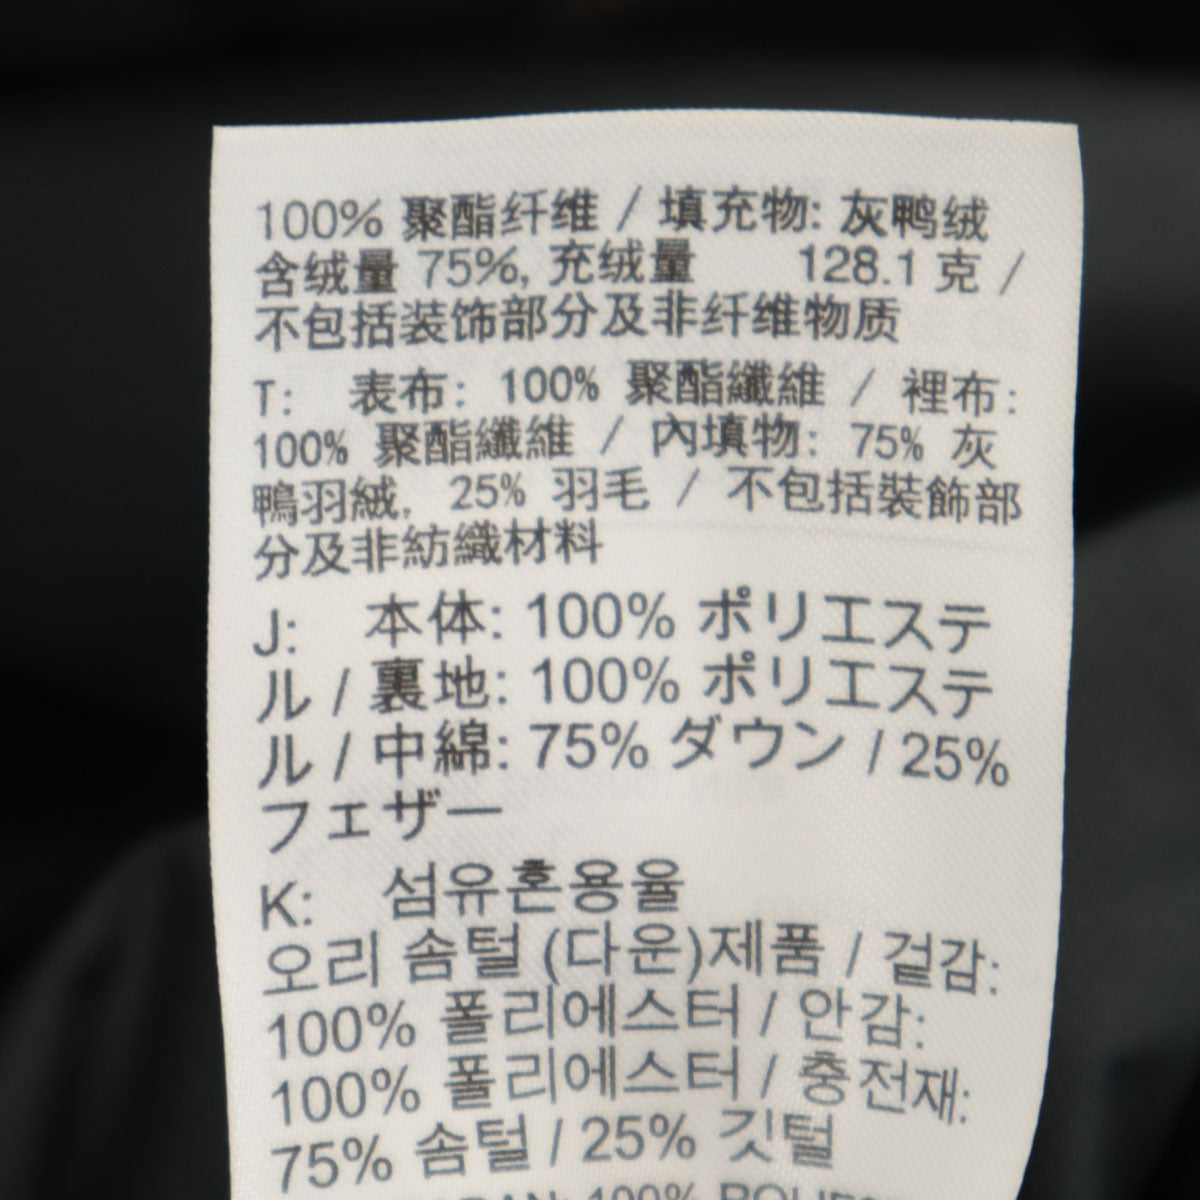 100% 聚酯纤维 / 填充物: 灰鸭绒
含绒量 75%, 充绒量 128.1 克 /
不包括装饰部分及非纤维物质
T: 表布: 100% 聚酯纖維 / 裡布:
100% 聚酯纖維 / 內填物: 75% 灰
鴨羽絨, 25% 羽毛 / 不包括裝飾部
分及非紡織材料
J: 本体: 100% ポリエステ
ル / 裏地: 100% ポリエステ
ル / 中綿: 75% ダウン / 25%
フェザー
K: 섬유혼용율
오리 솜털 (다운)제품 / 겉감:
100% 폴리에스터 / 안감:
100% 폴리에스터 / 충전재:
75% 솜털 / 25% 깃털